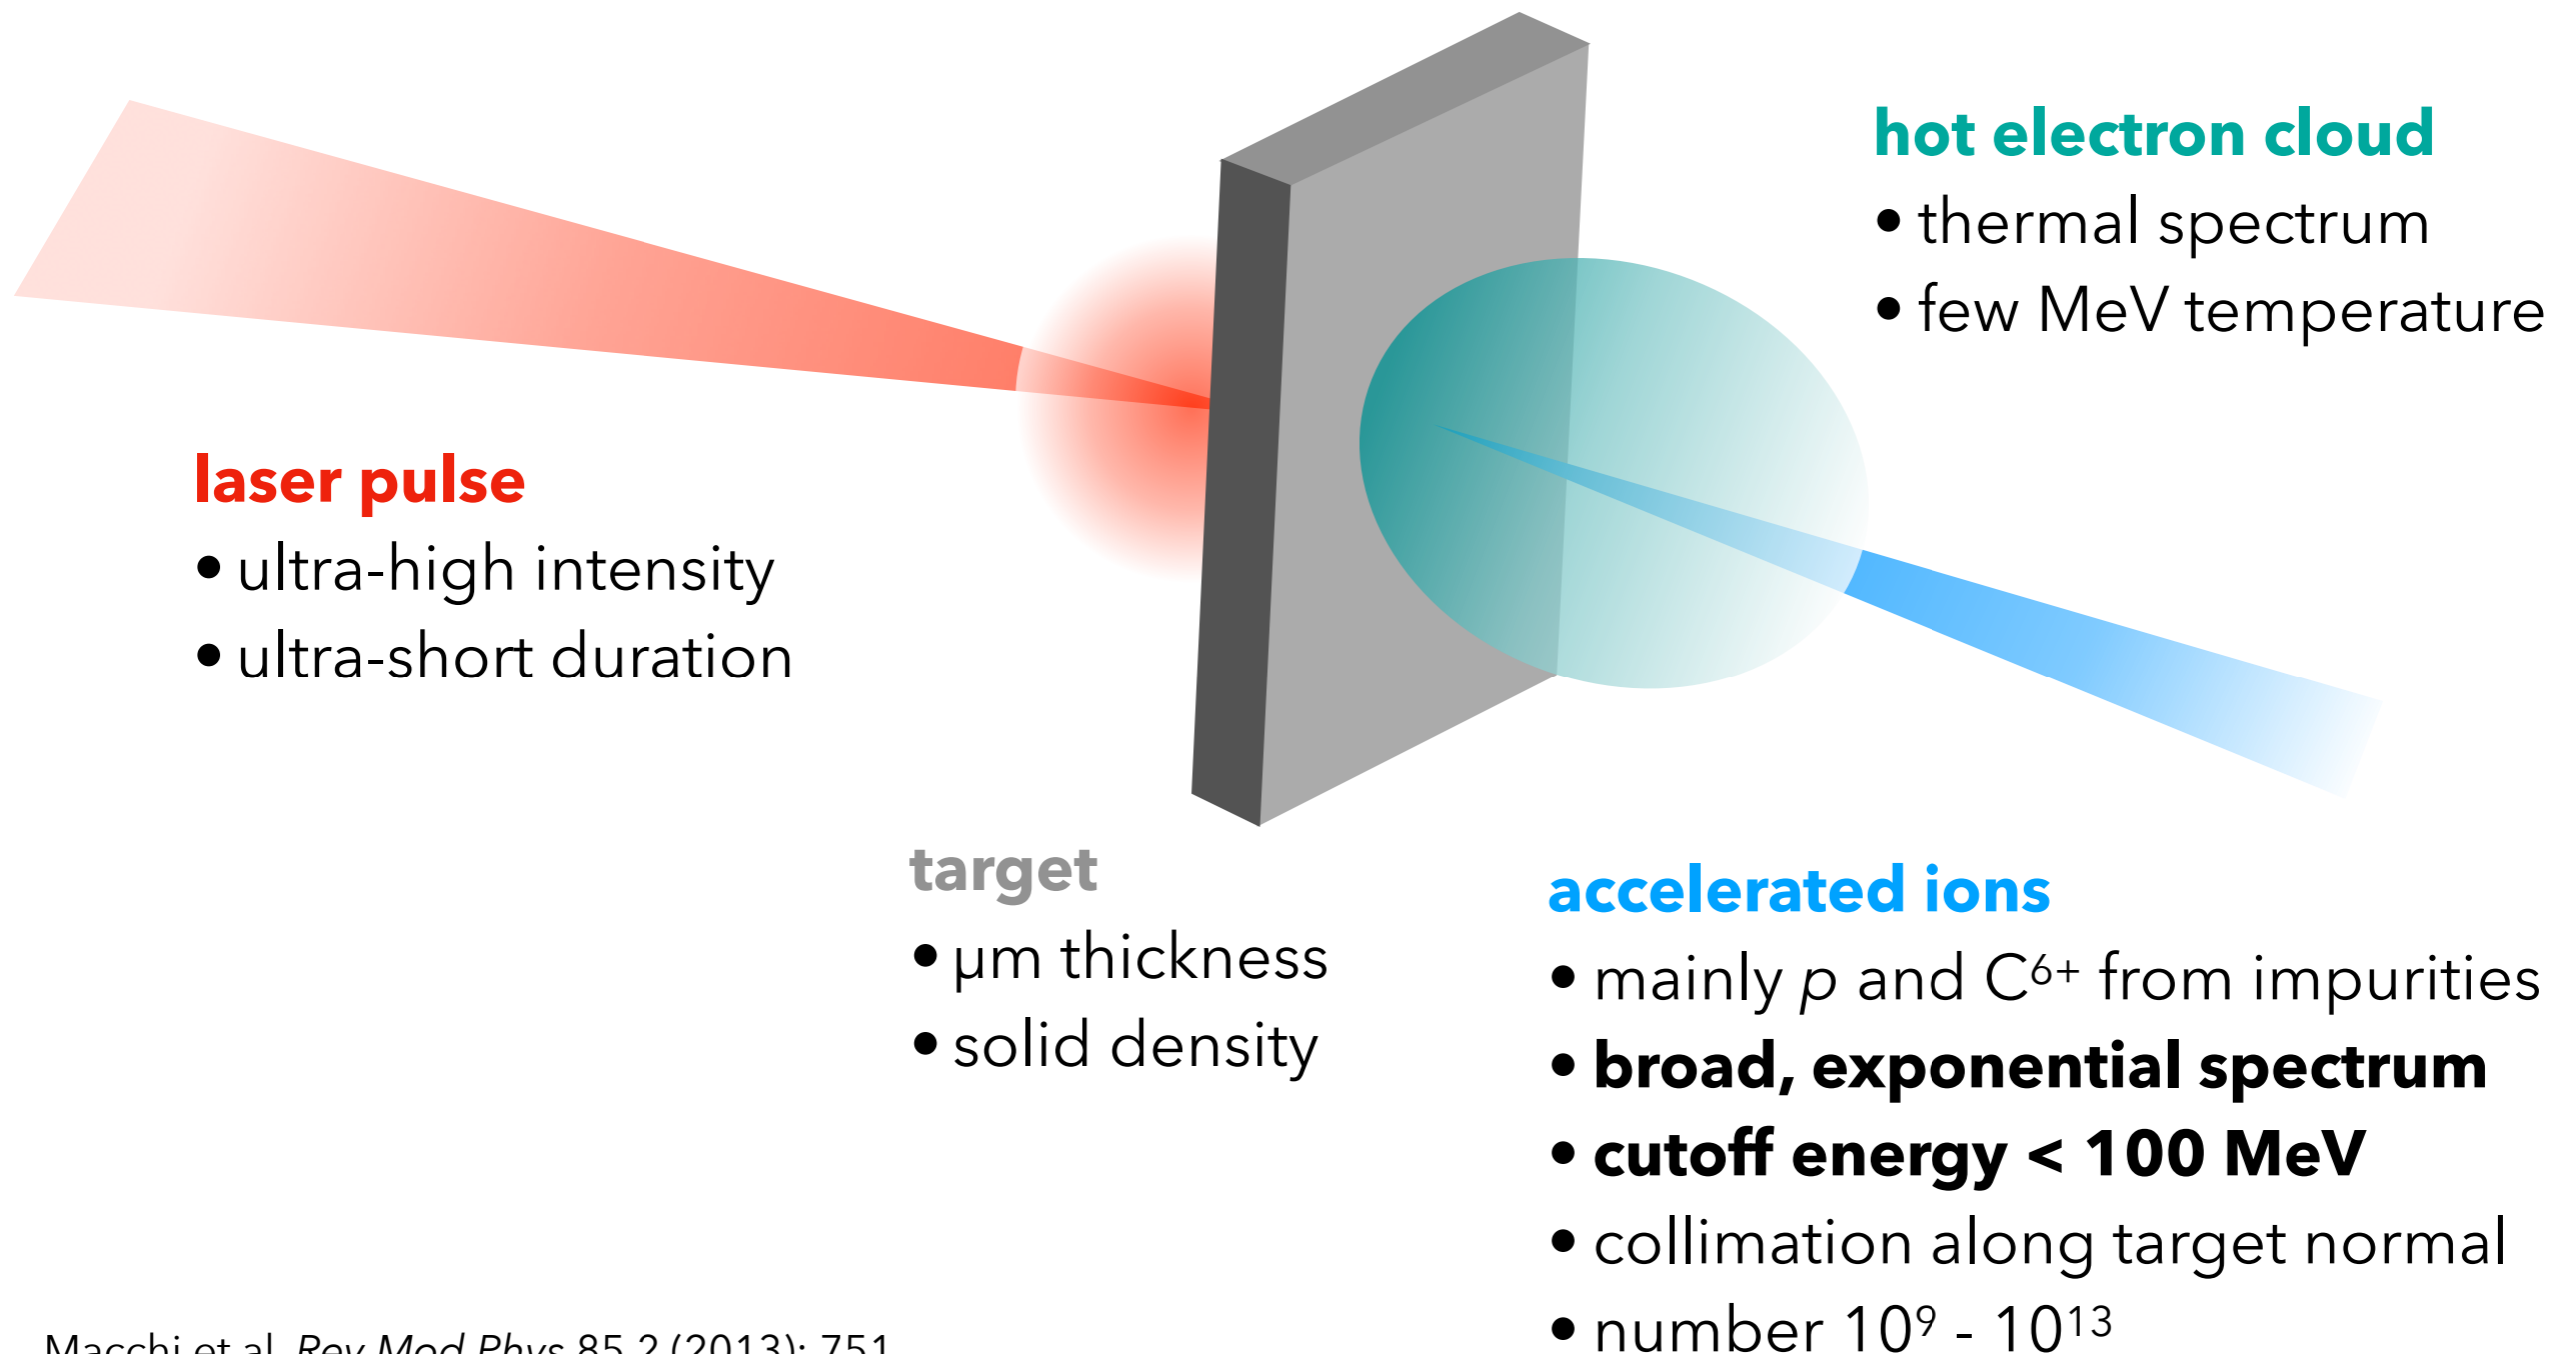 hot electron cloud
• thermal spectrum
• few MeV temperature
laser pulse
• ultra-high intensity
• ultra-short duration
target
• µm thickness
• solid density
accelerated ions
• mainly p and C⁶⁺ from impurities
• broad, exponential spectrum
• cutoff energy < 100 MeV
• collimation along target normal
• number 10⁹ - 10¹³
Macchi et al. Rev Mod Phys 85.2 (2013): 751